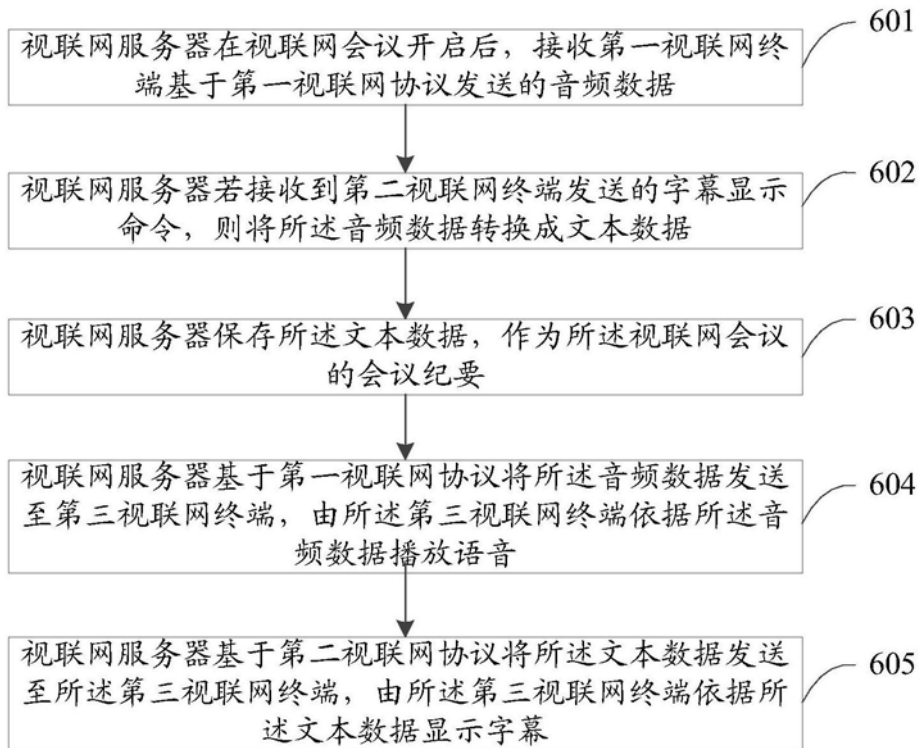 视联网服务器在视联网会议开启后，接收第一视联网终
端基于第一视联网协议发送的音频数据
601
视联网服务器若接收到第二视联网终端发送的字幕显示
命令，则将所述音频数据转换成文本数据
602
视联网服务器保存所述文本数据，作为所述视联网会议
的会议纪要
603
视联网服务器基于第一视联网协议将所述音频数据发送
至第三视联网终端，由所述第三视联网终端依据所述音
频数据播放语音
604
视联网服务器基于第二视联网协议将所述文本数据发送
至所述第三视联网终端，由所述第三视联网终端依据所
述文本数据显示字幕
605